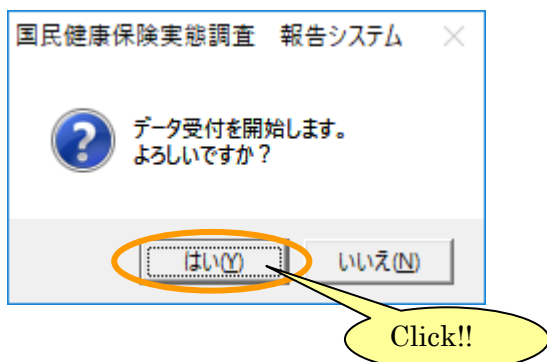 国民健康保険実態調査　報告システム
データ受付を開始します。
よろしいですか？
はい(Y)
いいえ(N)
Click!!